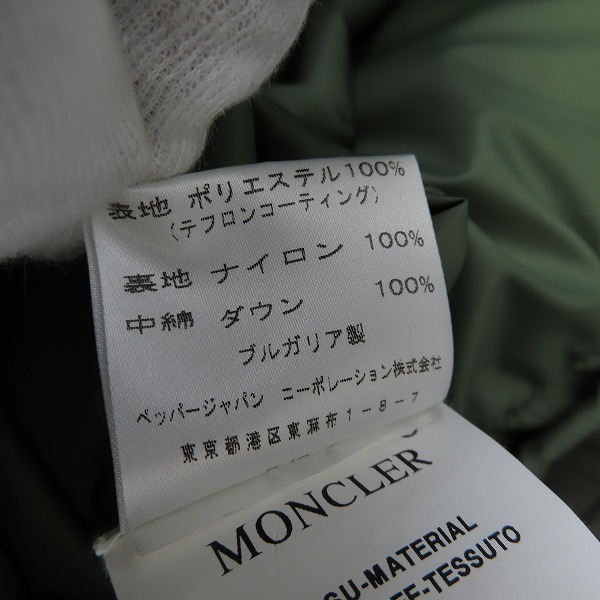 表地 ポリエステル100%
(テフロンコーティング)
裏地 ナイロン 100%
中綿 ダウン 100%
ブルガリア製
ペッパージャパン ニーポレーション株式会社
東京都港区東麻布1-8-7
MONCLER
SU-MATERIAL
FF-TESSUTO